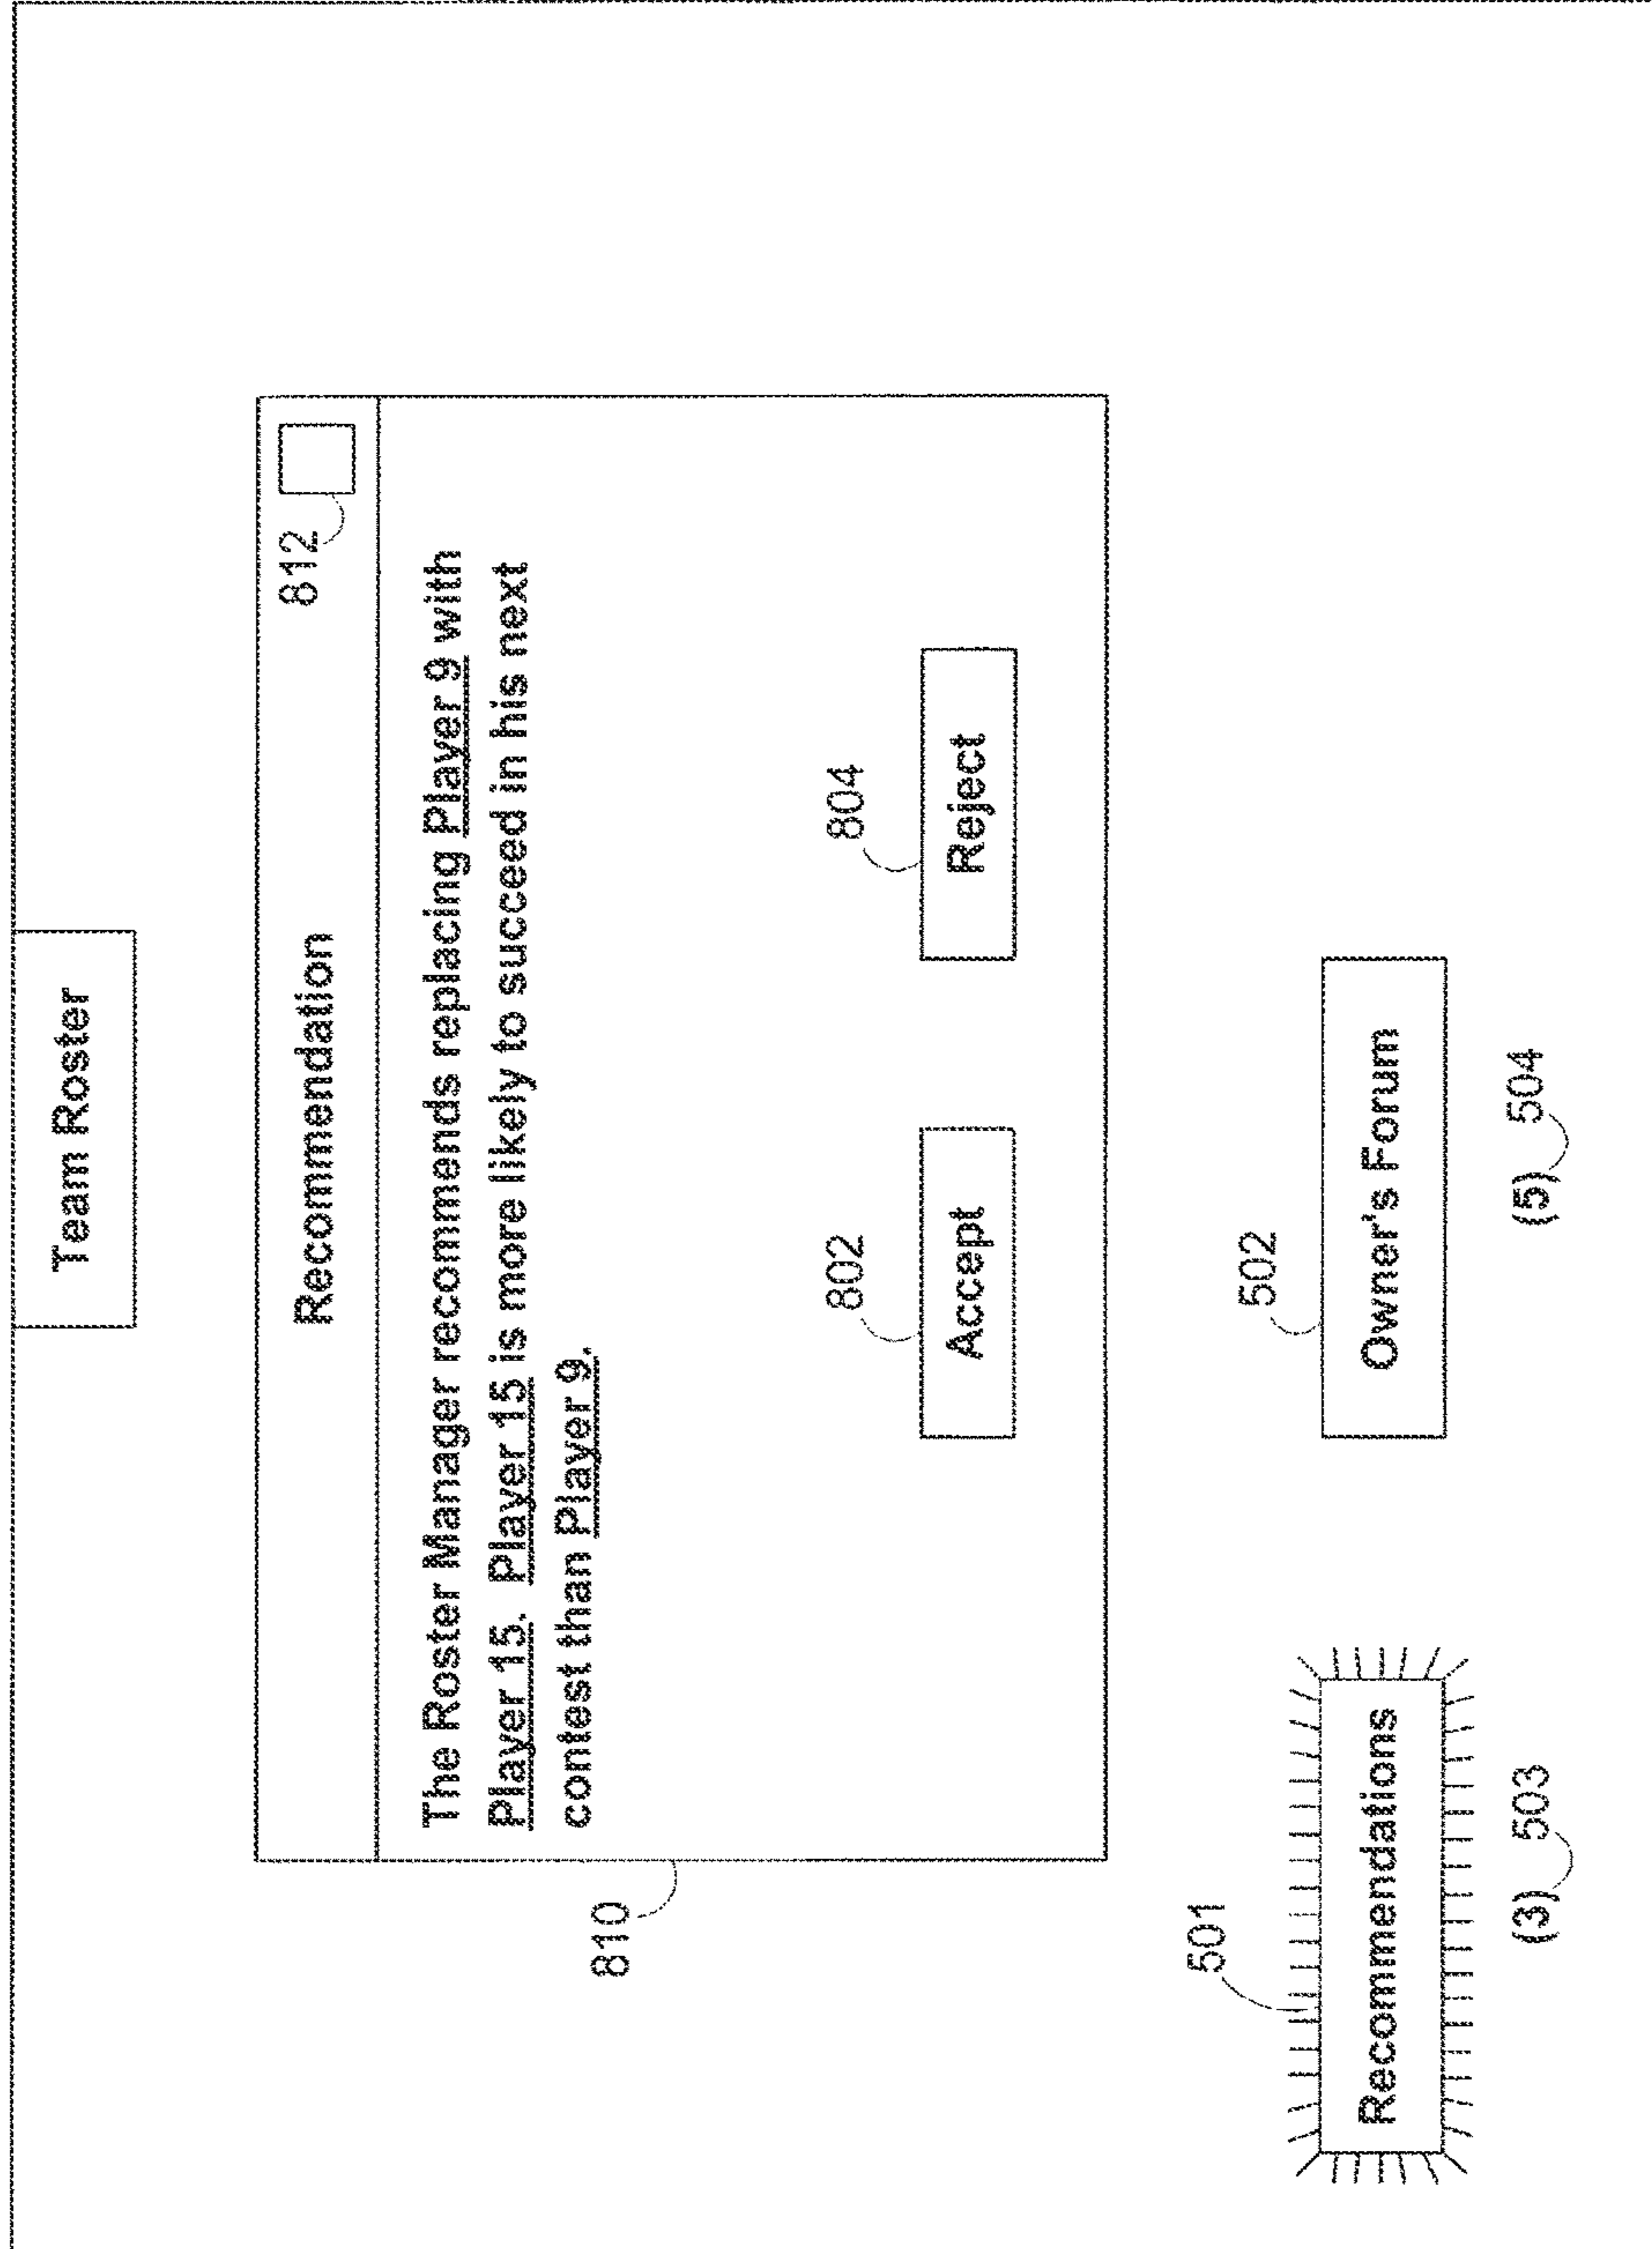 Team Roster
Recommendation
812
The Roster Manager recommends replacing Player 9 with
Player 15. Player 15 is more likely to succeed in his next
contest than Player 9.
810
802
804
Accept
Reject
501
502
Recommendations
Owner's Forum
(3) 503
(5) 504